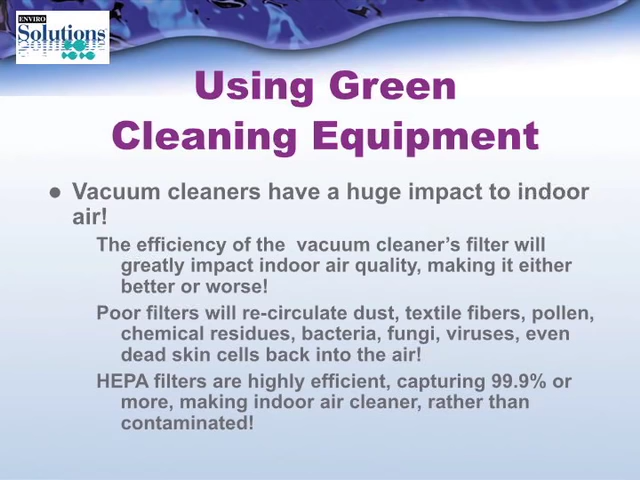 ENVIRO
Solutions
Using Green
Cleaning Equipment
● Vacuum cleaners have a huge impact to indoor
air!
The efficiency of the  vacuum cleaner’s filter will
greatly impact indoor air quality, making it either
better or worse!
Poor filters will re-circulate dust, textile fibers, pollen,
chemical residues, bacteria, fungi, viruses, even
dead skin cells back into the air!
HEPA filters are highly efficient, capturing 99.9% or
more, making indoor air cleaner, rather than
contaminated!